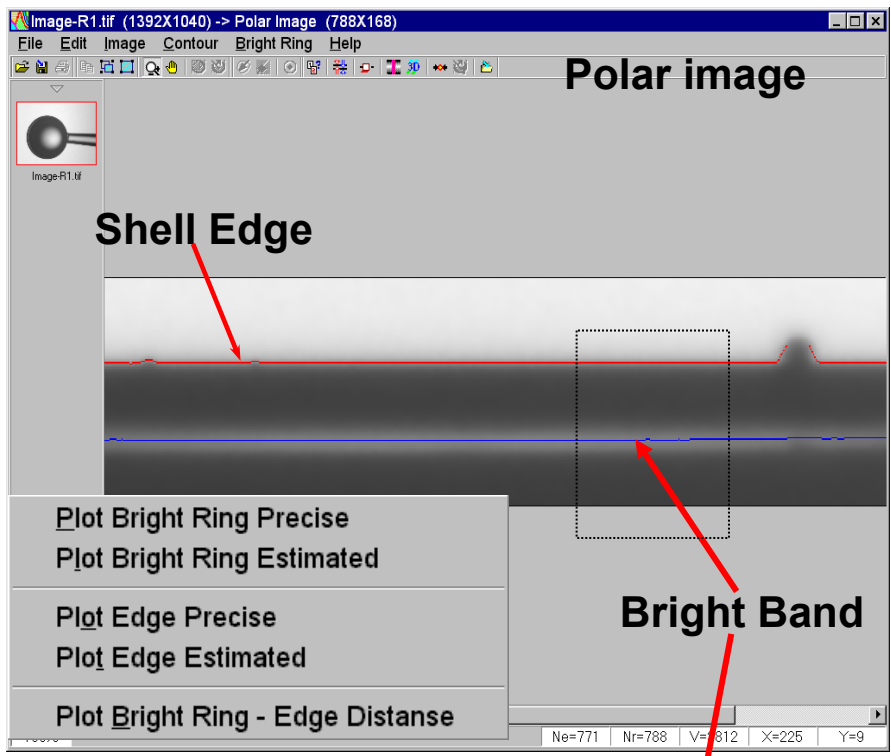 Image-R1.tif (1392X1040) -> Polar Image (788X168)
File Edit Image Contour Bright Ring Help
Polar image
Image-R1.tif
Shell Edge
Plot Bright Ring Precise
Plot Bright Ring Estimated
Plot Edge Precise
Plot Edge Estimated
Plot Bright Ring - Edge Distanse
Bright Band
Ne=771 Nr=788 X=225 Y=9